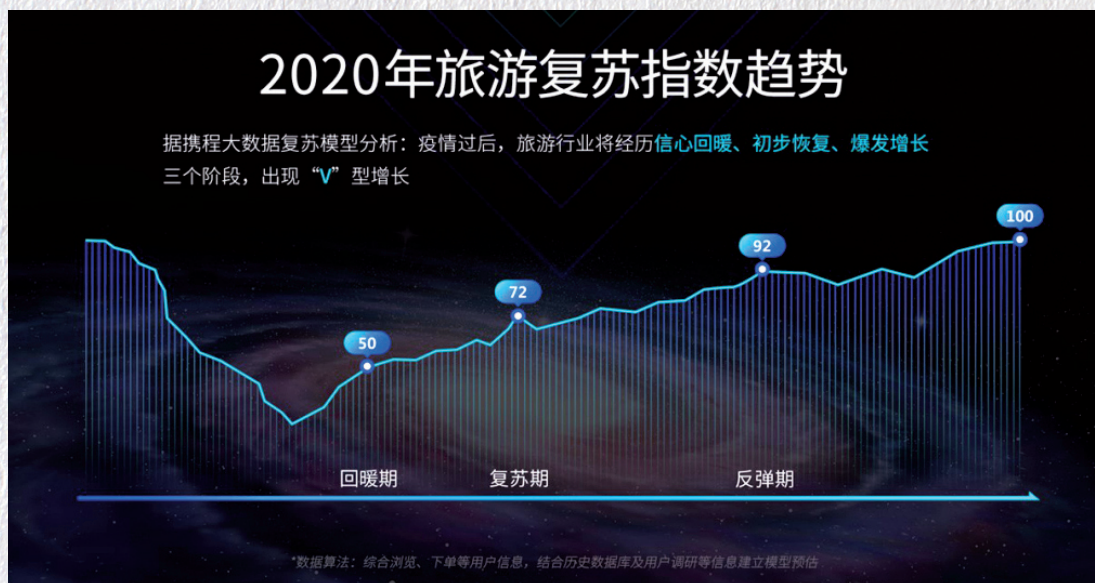 2020年旅游复苏指数趋势
据携程大数据复苏模型分析：疫情过后，旅游行业将经历信心回暖、初步恢复、爆发增长
三个阶段，出现“V”型增长
100
92
72
50
回暖期 复苏期 反弹期
*数据算法：综合浏览、下单等用户信息，结合历史数据库及用户调研等信息建立模型预估